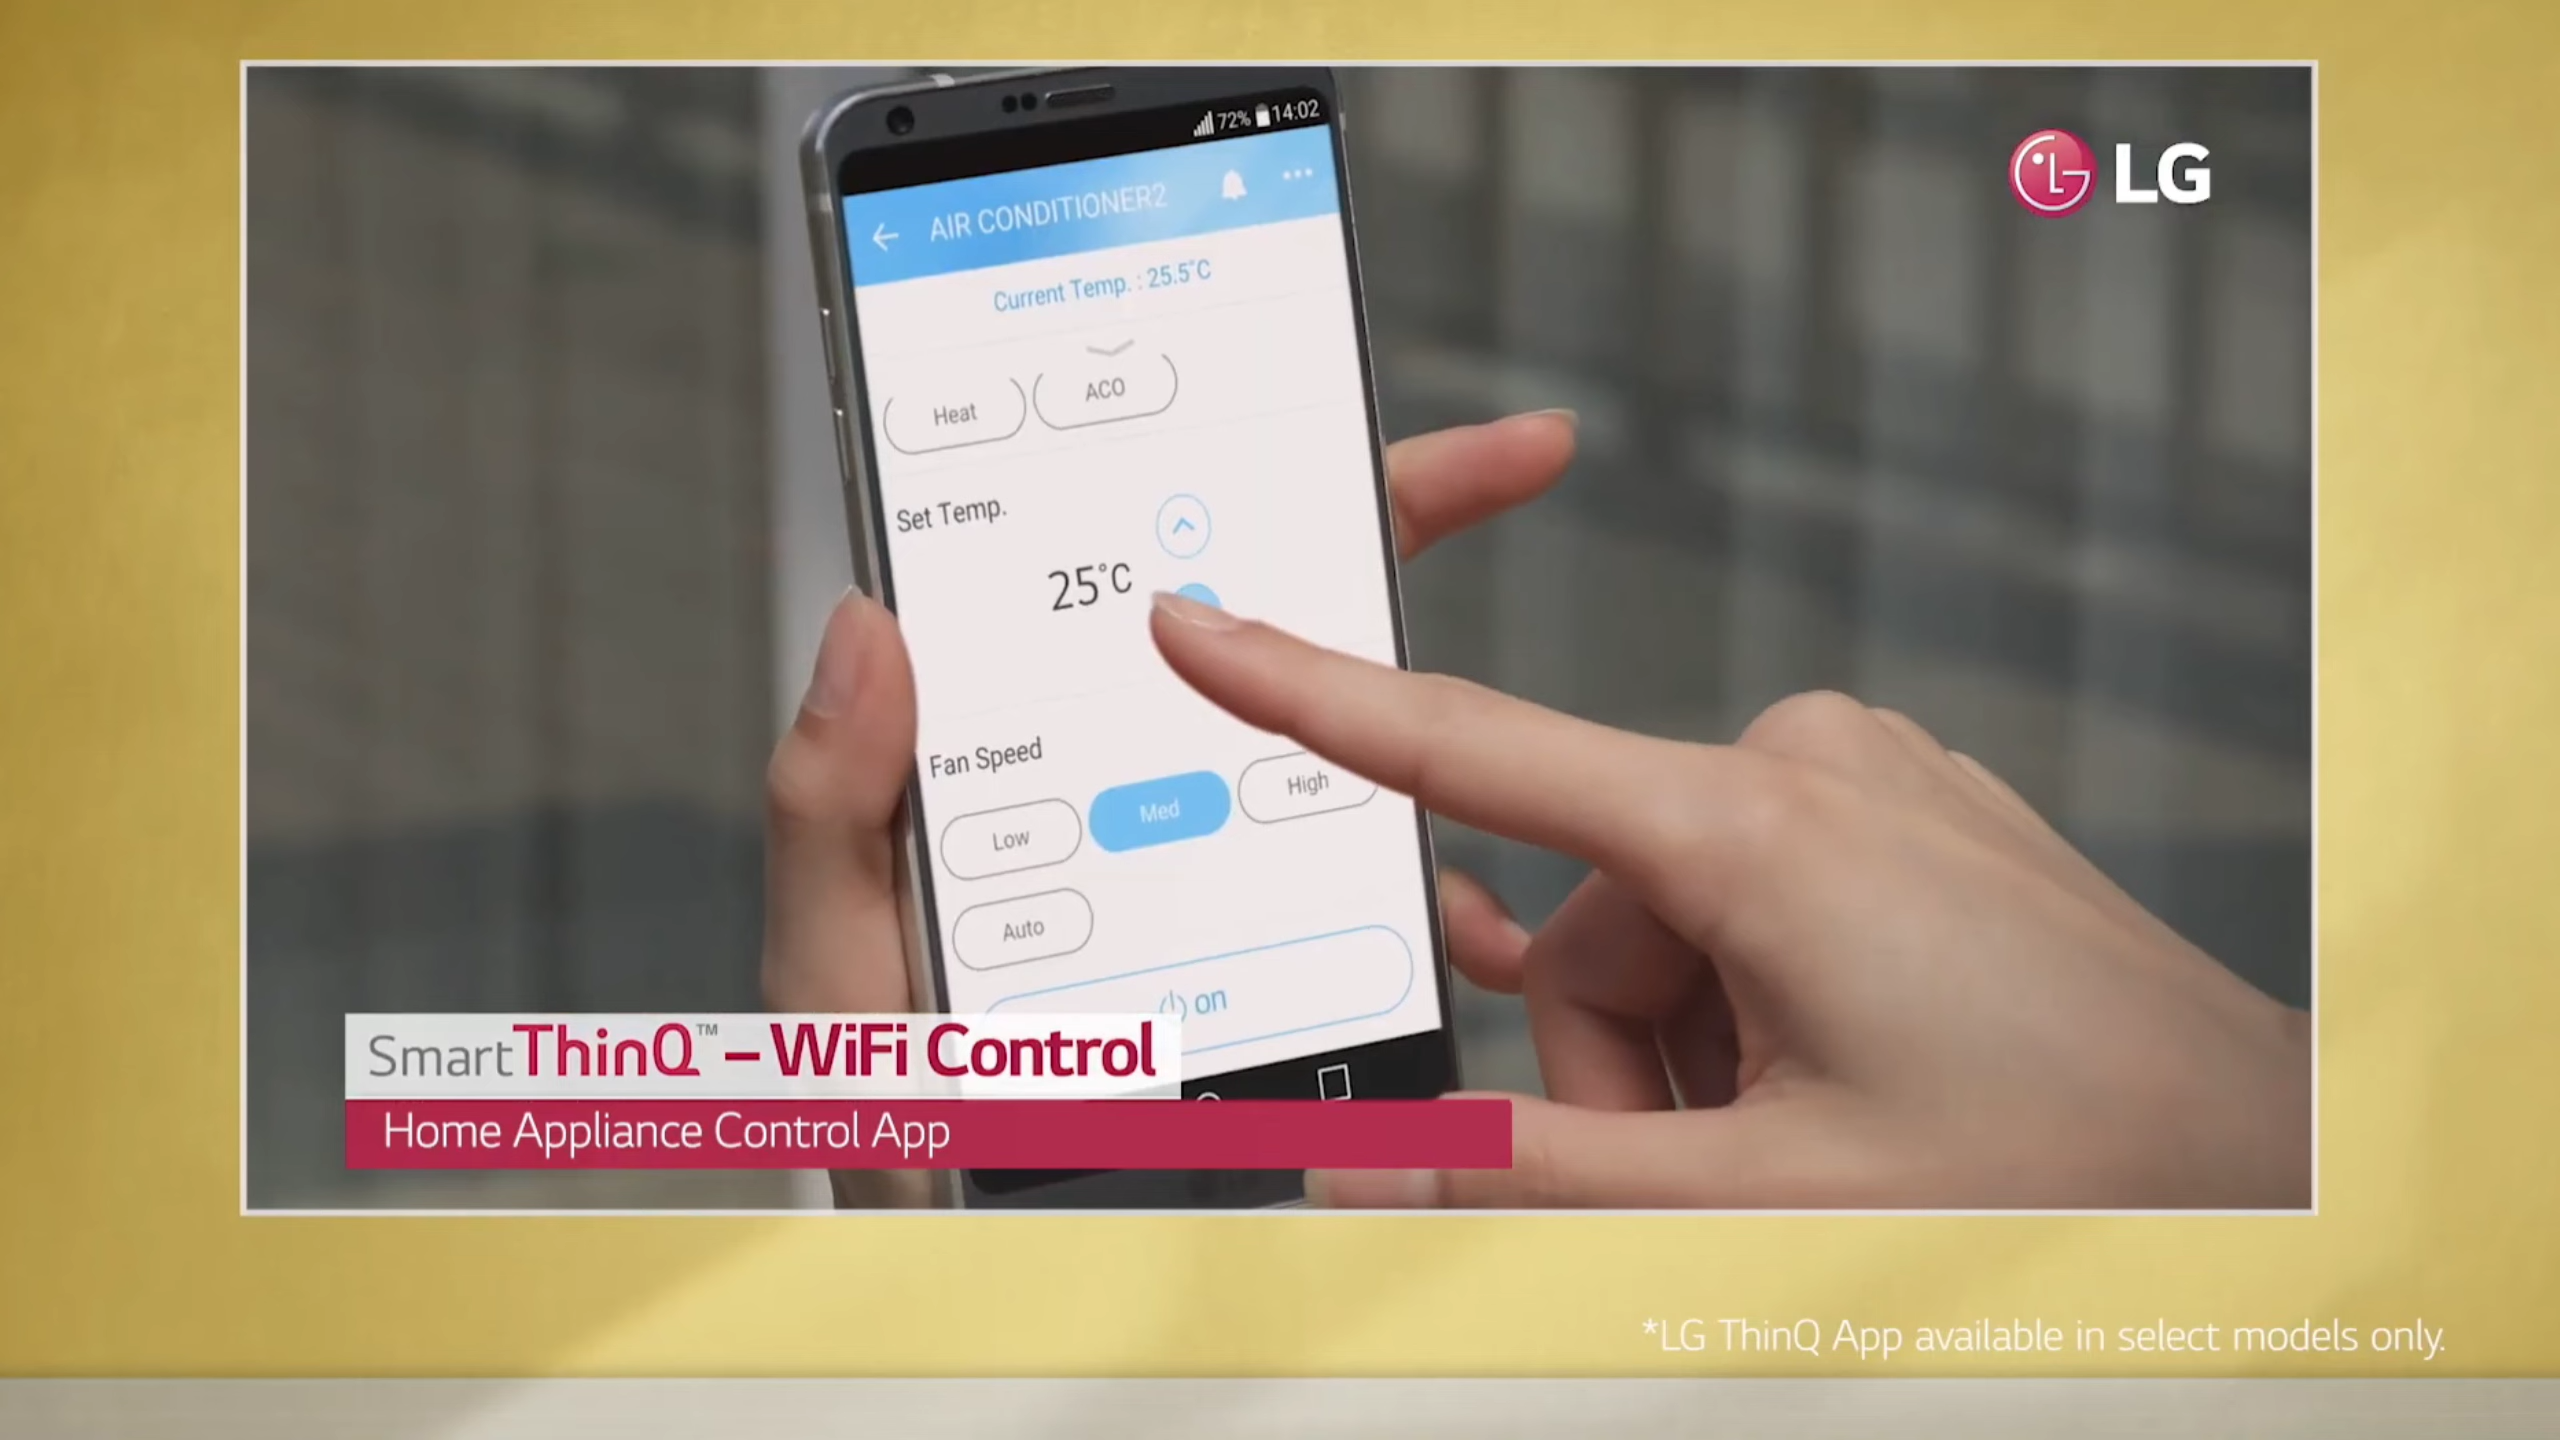 72% 14:02
LG
AIR CONDITIONER2
Current Temp. : 25.5°C
Heat
ACO
Set Temp.
25°C
Fan Speed
Low
Med
High
Auto
on
SmartThinQ™ – WiFi Control
Home Appliance Control App
*LG ThinQ App available in select models only.